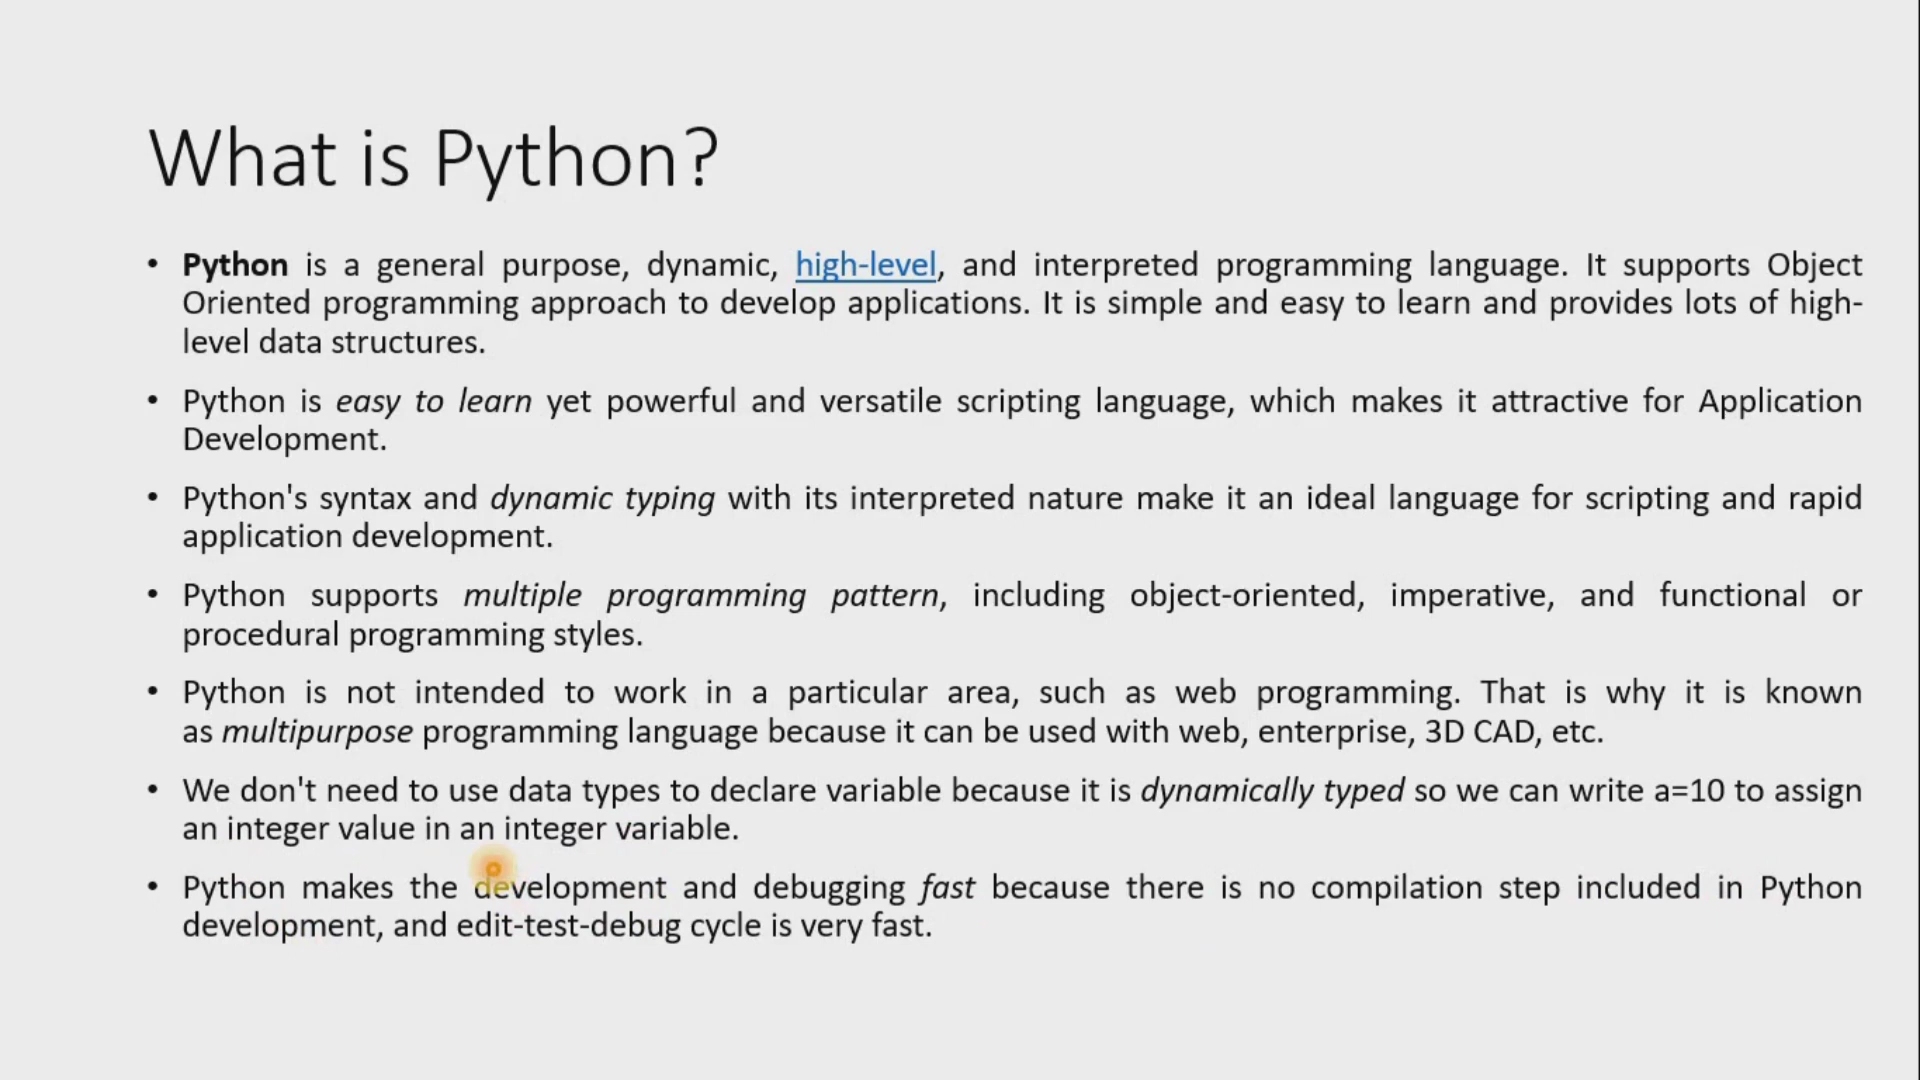 What is Python?
• Python is a general purpose, dynamic, high-level, and interpreted programming language. It supports Object
Oriented programming approach to develop applications. It is simple and easy to learn and provides lots of high-
level data structures.
• Python is easy to learn yet powerful and versatile scripting language, which makes it attractive for Application
Development.
• Python's syntax and dynamic typing with its interpreted nature make it an ideal language for scripting and rapid
application development.
• Python supports multiple programming pattern, including object-oriented, imperative, and functional or
procedural programming styles.
• Python is not intended to work in a particular area, such as web programming. That is why it is known
as multipurpose programming language because it can be used with web, enterprise, 3D CAD, etc.
• We don't need to use data types to declare variable because it is dynamically typed so we can write a=10 to assign
an integer value in an integer variable.
• Python makes the development and debugging fast because there is no compilation step included in Python
development, and edit-test-debug cycle is very fast.